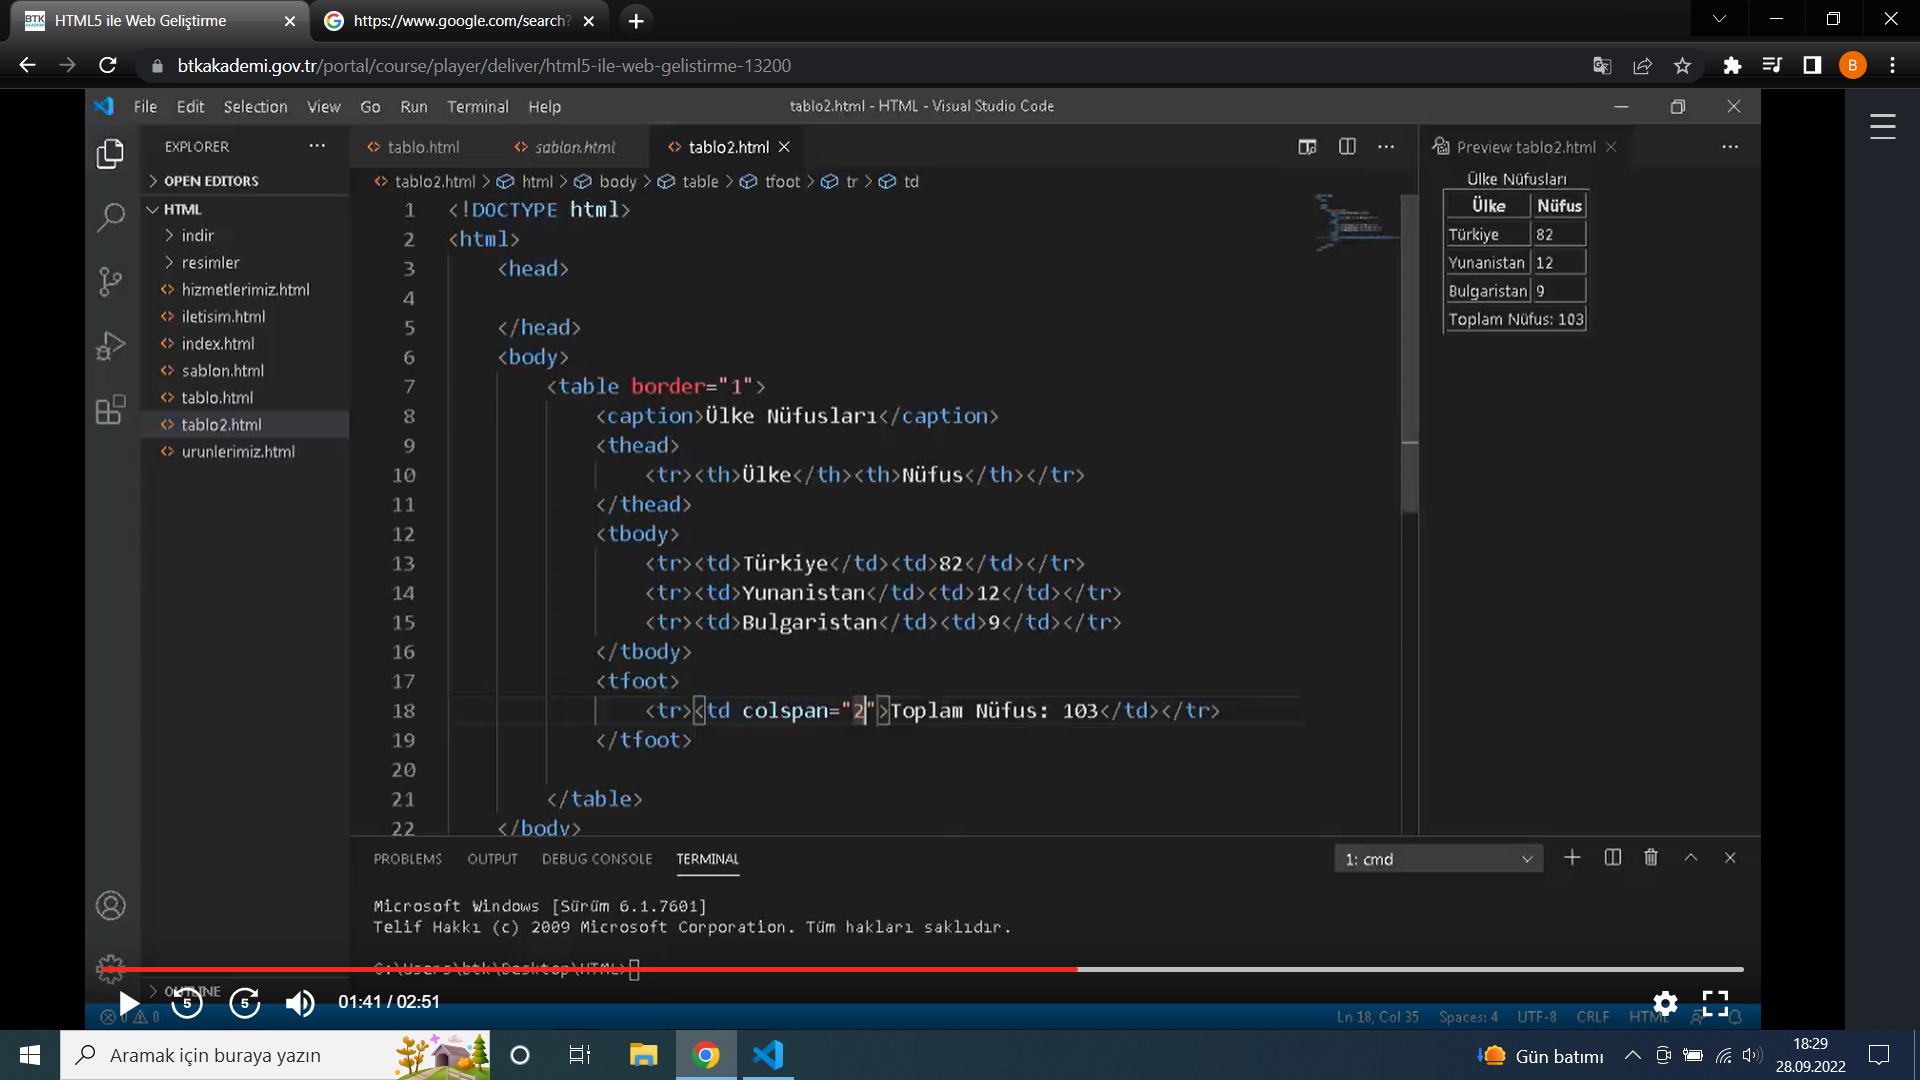 HTML5 ile Web Geliştirme
https://www.google.com/search?
btkakademi.gov.tr/portal/course/player/deliver/html5-ile-web-gelistirme-13200
B
File Edit Selection View Go Run Terminal Help
tablo2.html - HTML - Visual Studio Code
EXPLORER
tablo.html
sablon.html
tablo2.html
Preview tablo2.html
OPEN EDITORS
HTML
indir
resimler
hizmetlerimiz.html
iletisim.html
index.html
sablon.html
tablo.html
tablo2.html
urunlerimiz.html
tablo2.html > html > body > table > tfoot > tr > td
1 <!DOCTYPE html>
2 <html>
3 <head>
4
5 </head>
6 <body>
7 <table border="1">
8 <caption>Ülke Nüfusları</caption>
9 <thead>
10 <tr><th>Ülke</th><th>Nüfus</th></tr>
11 </thead>
12 <tbody>
13 <tr><td>Türkiye</td><td>82</td></tr>
14 <tr><td>Yunanistan</td><td>12</td></tr>
15 <tr><td>Bulgaristan</td><td>9</td></tr>
16 </tbody>
17 <tfoot>
18 <tr><td colspan="2">Toplam Nüfus: 103</td></tr>
19 </tfoot>
20
21 </table>
22 </body>
Ülke Nüfusları
Ülke Nüfus
Türkiye 82
Yunanistan 12
Bulgaristan 9
Toplam Nüfus: 103
PROBLEMS OUTPUT DEBUG CONSOLE TERMINAL
1: cmd
Microsoft Windows [Sürüm 6.1.7601]
Telif Hakkı (c) 2009 Microsoft Corporation. Tüm hakları saklıdır.
C:\Users\btk\Desktop\HTML>
OUTLINE
5 5 01:41 / 02:51
0 0
Ln 18, Col 35 Spaces: 4 UTF-8 CRLF HTML
Aramak için buraya yazın
Gün batımı
18:29
28.09.2022